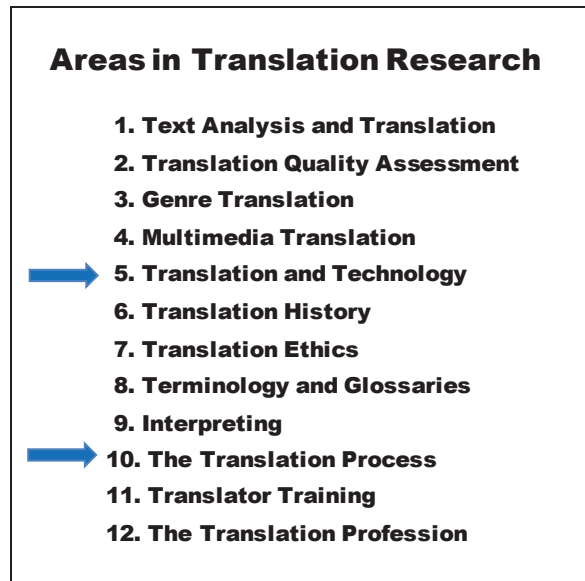 Areas in Translation Research
1. Text Analysis and Translation
2. Translation Quality Assessment
3. Genre Translation
4. Multimedia Translation
5. Translation and Technology
6. Translation History
7. Translation Ethics
8. Terminology and Glossaries
9. Interpreting
10. The Translation Process
11. Translator Training
12. The Translation Profession